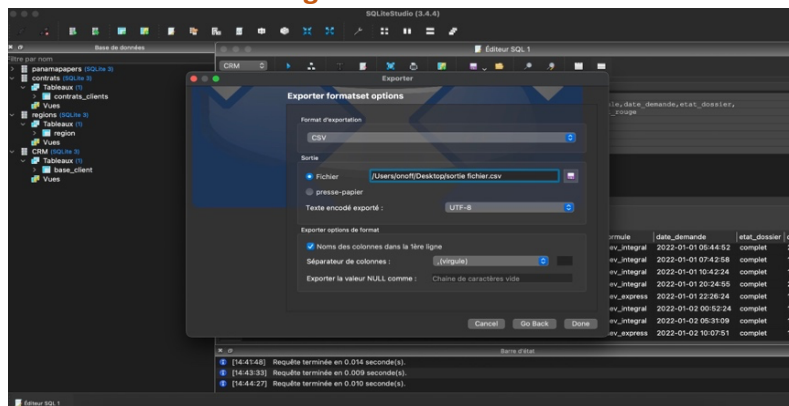 SQLiteStudio (3.4.4)
Base de données
Éditeur SQL 1
filtre par nom
panamapapers (SQLite 3)
contrats (SQLite 3)
Tableaux (1)
contrats_clients
Vues
regions (SQLite 3)
Tableaux (1)
region
Vues
CRM (SQLite 3)
Tableaux (1)
base_client
Vues
CRM
Exporter
Exporter formatset options
Format d'exportation
CSV
Sortie
Fichier
/Users/onoff/Desktop/sortie fichier.csv
presse-papier
Texte encodé exporté :
UTF-8
Exporter options de format
Noms des colonnes dans la 1ère ligne
Séparateur de colonnes :
,(virgule)
Exporter la valeur NULL comme :
Chaîne de caractères vide
Cancel
Go Back
Done
date_demande,etat_dossier,
_rouge
ormule date_demande etat_dossier
ev_integral 2022-01-01 05:44:52 complet
ev_integral 2022-01-01 07:42:58 complet
ev_integral 2022-01-01 10:42:24 complet
ev_integral 2022-01-01 20:24:55 complet
ev_express 2022-01-01 22:26:24 complet
ev_integral 2022-01-02 00:52:24 complet
ev_integral 2022-01-02 05:31:09 complet
ev_express 2022-01-02 10:07:51 complet
Barre d'état
[14:41:48] Requête terminée en 0.014 seconde(s).
[14:43:33] Requête terminée en 0.009 seconde(s).
[14:44:27] Requête terminée en 0.010 seconde(s).
Éditeur SQL 1